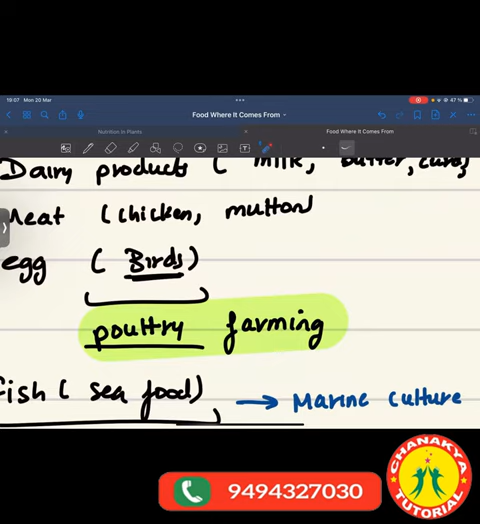 19:07 Mon 20 Mar
47 %
Food Where It Comes From
Nutrition In Plants
Food Where It Comes From
Dairy products ( milk, butter, curd)
Meat (chicken, mutton
egg ( Birds )
poultry farming
fish ( sea food) → Marine culture
9494327030
CHANAKYA
TUTORIAL